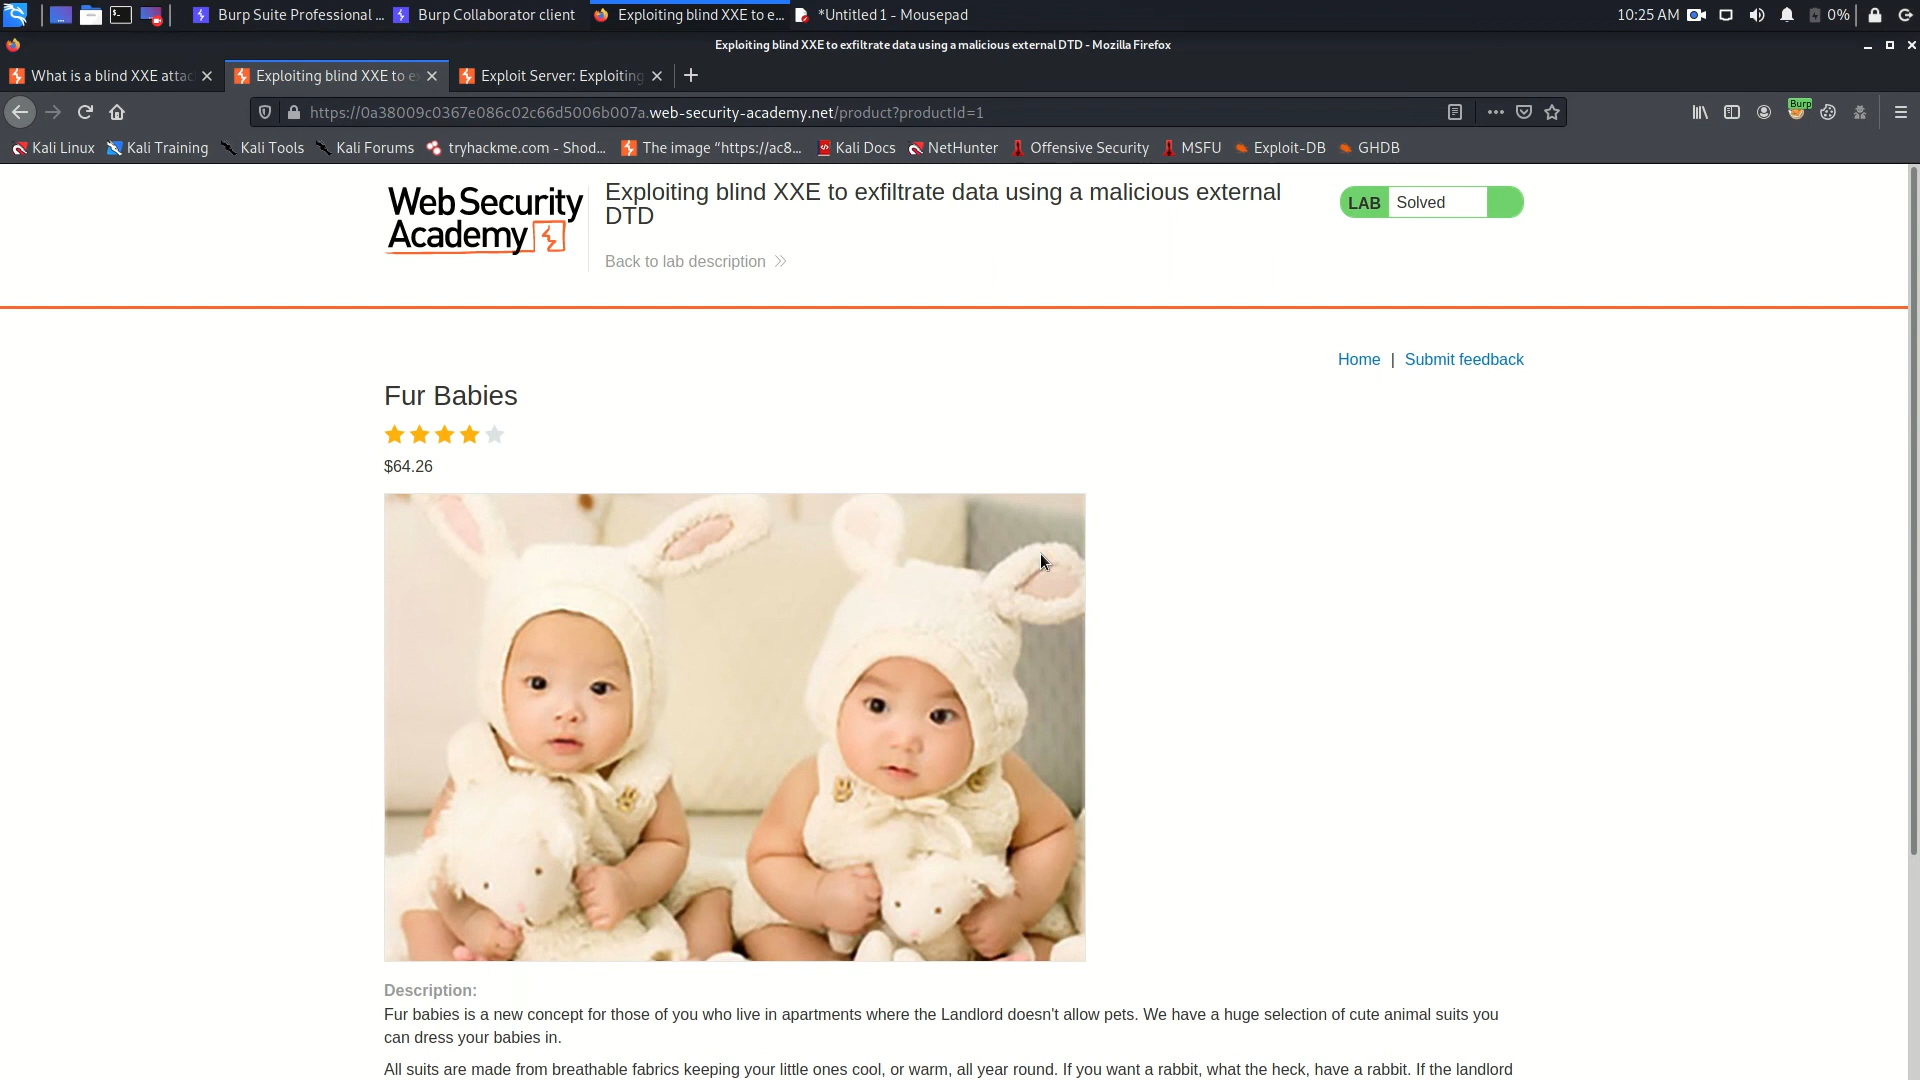 Burp Suite Professional ... Burp Collaborator client Exploiting blind XXE to e... *Untitled 1 - Mousepad 10:25 AM 0%
Exploiting blind XXE to exfiltrate data using a malicious external DTD - Mozilla Firefox
What is a blind XXE attac Exploiting blind XXE to e Exploit Server: Exploiting
https://0a38009c0367e086c02c66d5006b007a.web-security-academy.net/product?productId=1 Burp
Kali Linux Kali Training Kali Tools Kali Forums tryhackme.com - Shod... The image “https://ac8... Kali Docs NetHunter Offensive Security MSFU Exploit-DB GHDB
Web Security
Academy
Exploiting blind XXE to exfiltrate data using a malicious external
DTD
LAB Solved
Back to lab description
Home | Submit feedback
Fur Babies
$64.26
Description:
Fur babies is a new concept for those of you who live in apartments where the Landlord doesn't allow pets. We have a huge selection of cute animal suits you
can dress your babies in.
All suits are made from breathable fabrics keeping your little ones cool, or warm, all year round. If you want a rabbit, what the heck, have a rabbit. If the landlord